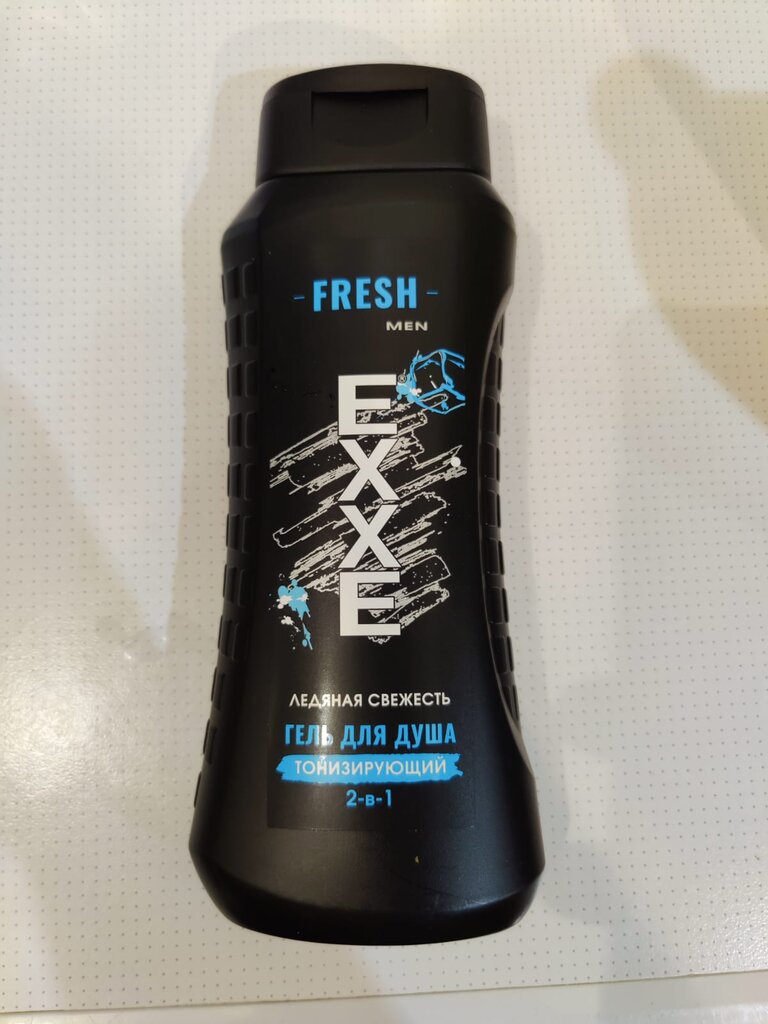 - FRESH -
MEN
EXXE®
ЛЕДЯНАЯ СВЕЖЕСТЬ
ГЕЛЬ ДЛЯ ДУША
ТОНИЗИРУЮЩИЙ
2-в-1